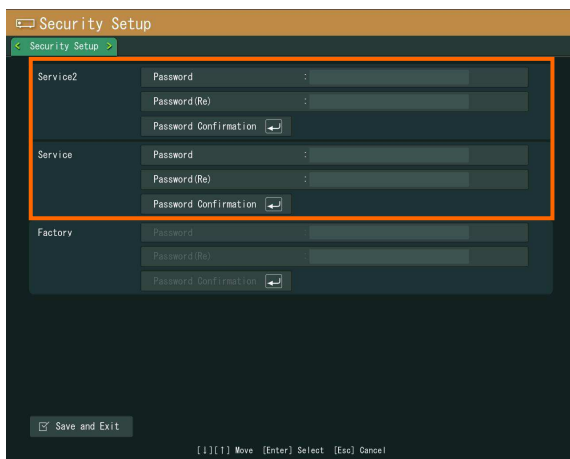 Security Setup
< Security Setup >
Service2 Password :
Password(Re) :
Password Confirmation
Service Password :
Password(Re) :
Password Confirmation
Factory Password :
Password(Re) :
Password Confirmation
Save and Exit
[↓][↑] Move [Enter] Select [Esc] Cancel